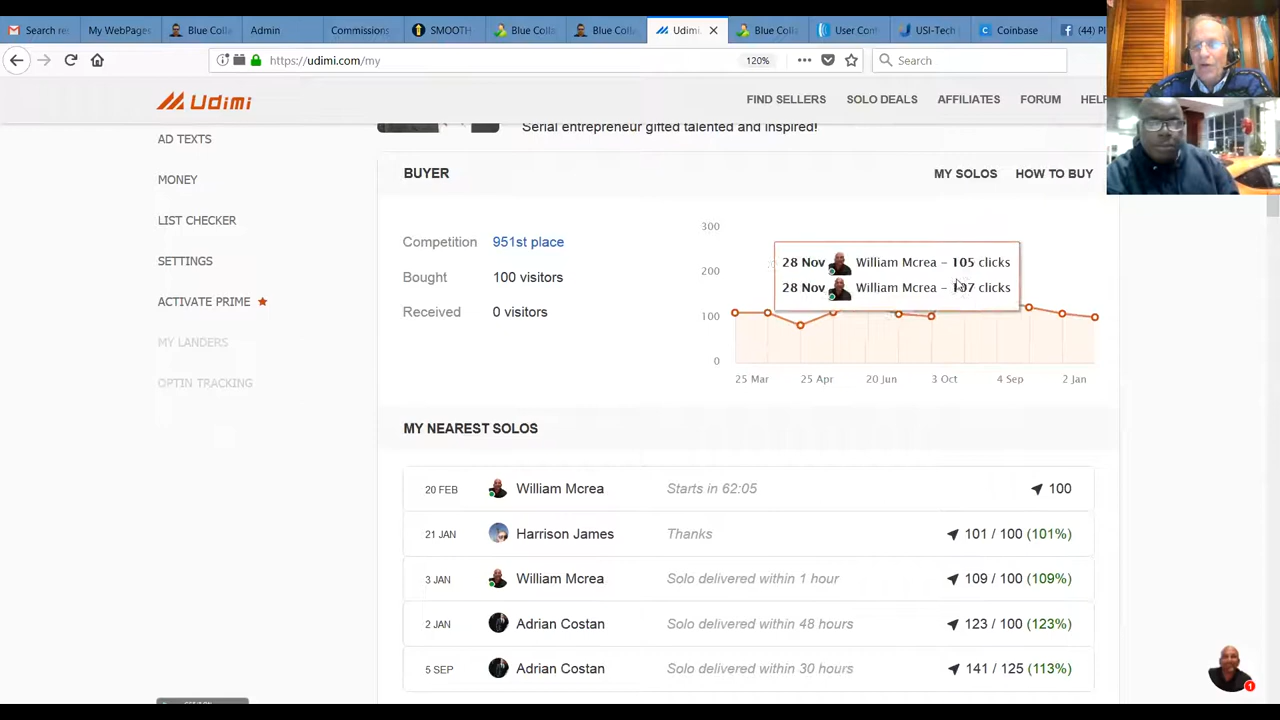 Search re
My WebPages
Blue Coll
Admin
Commissions
Blue Colla
Blue Colla
Udimi
Blue Colla
User Con
USI-Tech
Coinbase
(44) Pl
https://udimi.com/my
120%
Search
Udimi
FIND SELLERS
SOLO DEALS
AFFILIATES
FORUM
HELP
Serial entrepreneur gifted talented and inspired!
AD TEXTS
MONEY
LIST CHECKER
SETTINGS
ACTIVATE PRIME
MY LANDERS
OPTIN TRACKING
BUYER
MY SOLOS
HOW TO BUY
Competition 951st place
Bought 100 visitors
Received 0 visitors
300
200
100
0
28 Nov William Mcrea – 105 clicks
28 Nov William Mcrea – 107 clicks
25 Mar 25 Apr 20 Jun 3 Oct 4 Sep 2 Jan
MY NEAREST SOLOS
20 FEB William Mcrea Starts in 62:05 100
21 JAN Harrison James Thanks 101 / 100 (101%)
3 JAN William Mcrea Solo delivered within 1 hour 109 / 100 (109%)
2 JAN Adrian Costan Solo delivered within 48 hours 123 / 100 (123%)
5 SEP Adrian Costan Solo delivered within 30 hours 141 / 125 (113%)
1